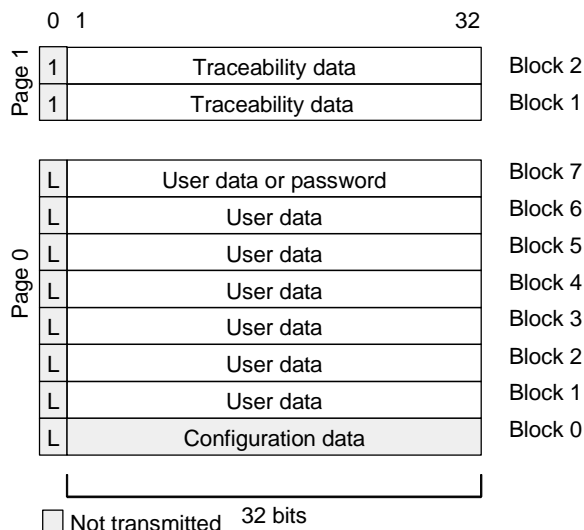 0 1 32
Page 1
1 Traceability data Block 2
1 Traceability data Block 1
Page 0
L User data or password Block 7
L User data Block 6
L User data Block 5
L User data Block 4
L User data Block 3
L User data Block 2
L User data Block 1
L Configuration data Block 0
32 bits
Not transmitted